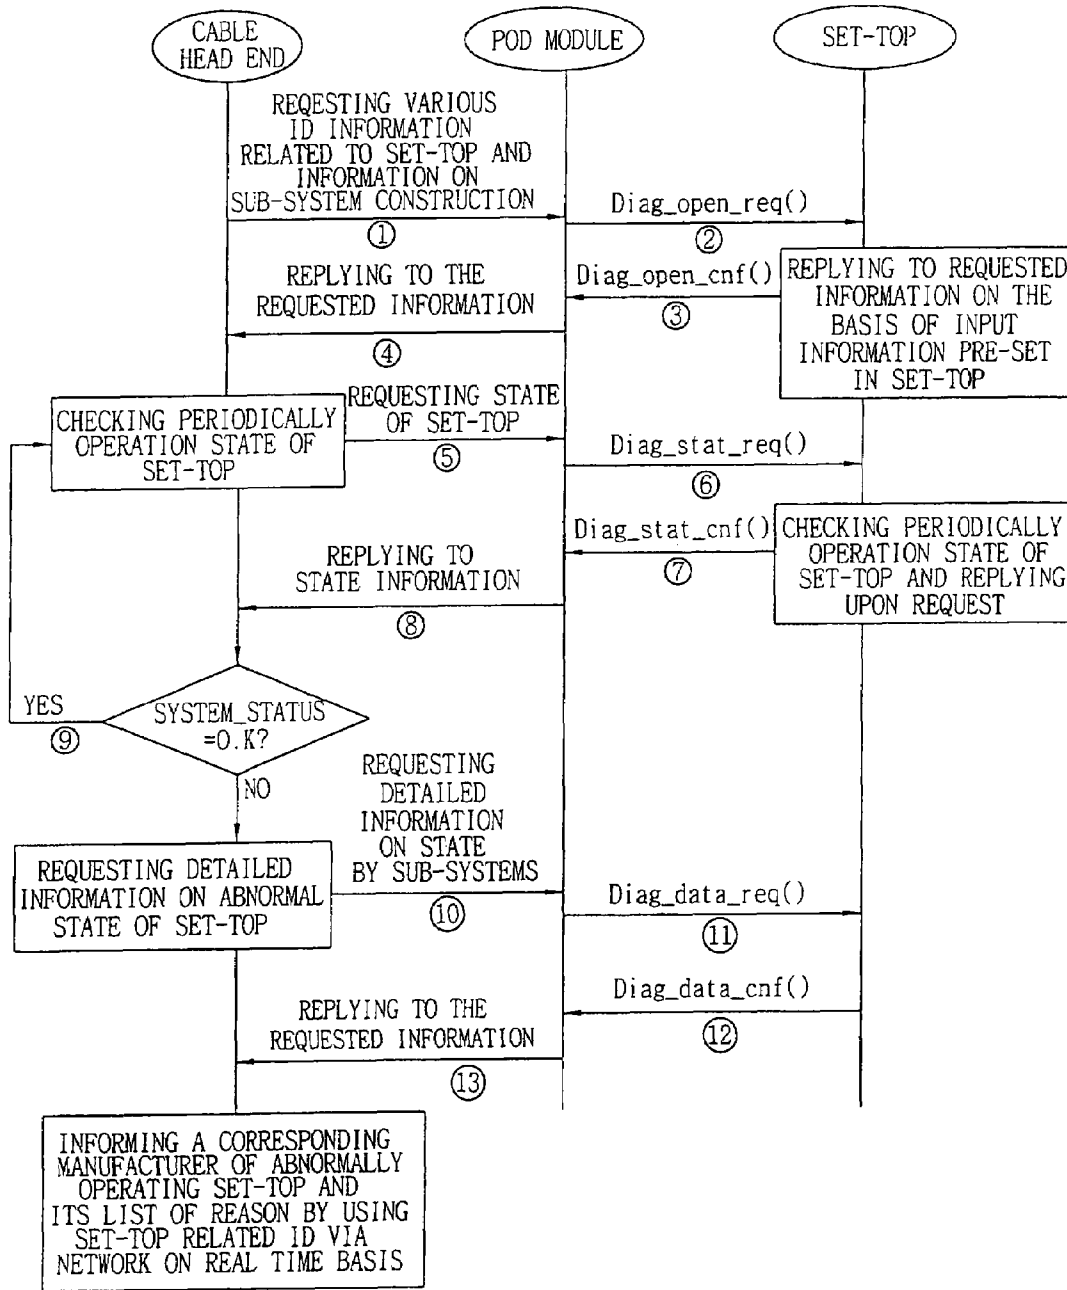 CABLE
HEAD END
POD MODULE
SET-TOP
REQESTING VARIOUS
ID INFORMATION
RELATED TO SET-TOP AND
INFORMATION ON
SUB-SYSTEM CONSTRUCTION
①
Diag_open_req()
②
Diag_open_cnf()
③
REPLYING TO REQUESTED
INFORMATION ON THE
BASIS OF INPUT
INFORMATION PRE-SET
IN SET-TOP
REPLYING TO THE
REQUESTED INFORMATION
④
CHECKING PERIODICALLY
OPERATION STATE OF
SET-TOP
REQUESTING STATE
OF SET-TOP
⑤
Diag_stat_req()
⑥
Diag_stat_cnf()
⑦
CHECKING PERIODICALLY
OPERATION STATE OF
SET-TOP AND REPLYING
UPON REQUEST
REPLYING TO
STATE INFORMATION
⑧
YES
⑨
SYSTEM_STATUS
=O.K?
NO
REQUESTING
DETAILED
INFORMATION
ON STATE
BY SUB-SYSTEMS
⑩
REQUESTING DETAILED
INFORMATION ON ABNORMAL
STATE OF SET-TOP
Diag_data_req()
⑪
Diag_data_cnf()
⑫
REPLYING TO THE
REQUESTED INFORMATION
⑬
INFORMING A CORRESPONDING
MANUFACTURER OF ABNORMALLY
OPERATING SET-TOP AND
ITS LIST OF REASON BY USING
SET-TOP RELATED ID VIA
NETWORK ON REAL TIME BASIS